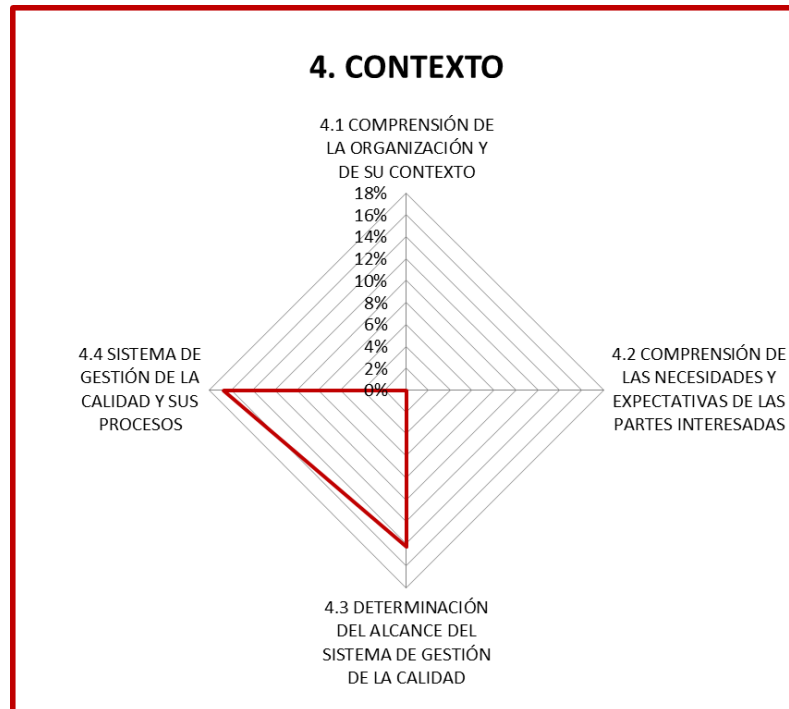 4. CONTEXTO
4.1 COMPRENSIÓN DE
LA ORGANIZACIÓN Y
DE SU CONTEXTO
18%
16%
14%
12%
10%
8%
6%
4%
2%
0%
4.4 SISTEMA DE
GESTIÓN DE LA
CALIDAD Y SUS
PROCESOS
4.2 COMPRENSIÓN DE
LAS NECESIDADES Y
EXPECTATIVAS DE LAS
PARTES INTERESADAS
4.3 DETERMINACIÓN
DEL ALCANCE DEL
SISTEMA DE GESTIÓN
DE LA CALIDAD